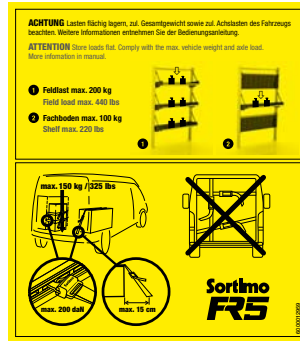 ACHTUNG Lasten flächig lagern, zul. Gesamtgewicht sowie zul. Achslasten des Fahrzeugs
beachten. Weitere Informationen entnehmen Sie der Bedienungsanleitung.
ATTENTION Store loads flat. Comply with the max. vehicle weight and axle load.
More infomation in manual.
1 Feldlast max. 200 kg
Field load max. 440 lbs
2 Fachboden max. 100 kg
Shelf max. 220 lbs
1
2
max. 150 kg / 325 lbs
max. 200 daN
max. 15 cm
Sortimo
FR5
6000012959